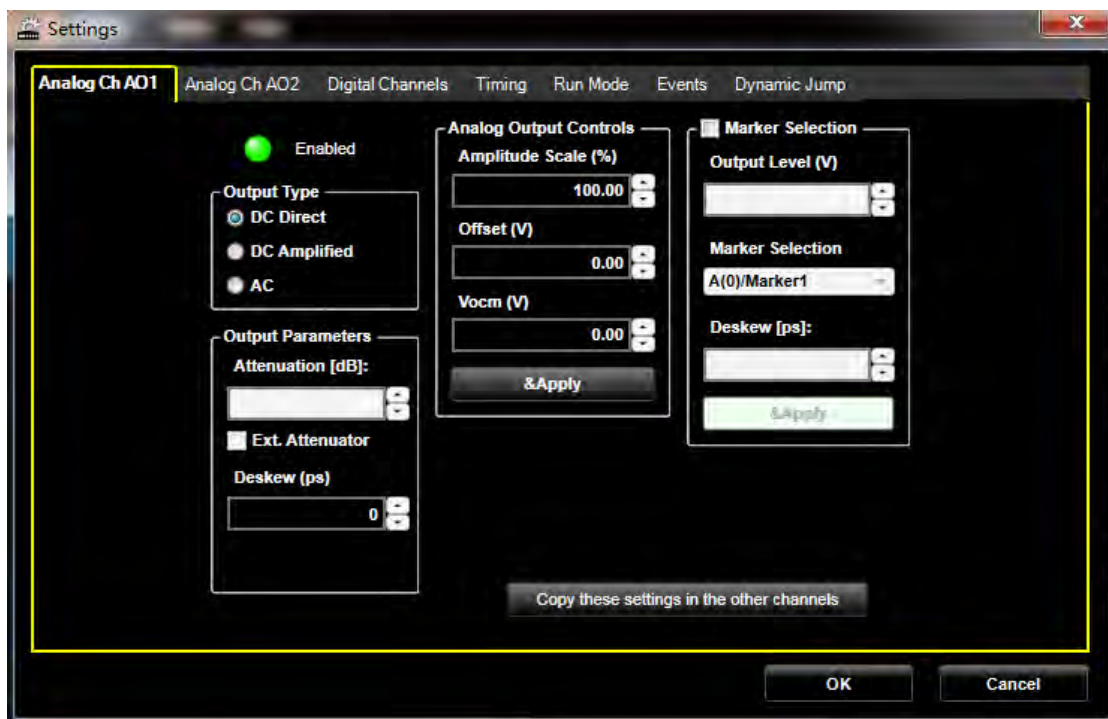 Settings
Analog Ch AO1
Analog Ch AO2
Digital Channels
Timing
Run Mode
Events
Dynamic Jump
Enabled
Output Type
DC Direct
DC Amplified
AC
Output Parameters
Attenuation [dB]:
Ext. Attenuator
Deskew (ps)
0
Analog Output Controls
Amplitude Scale (%)
100.00
Offset (V)
0.00
Vocm (V)
0.00
&Apply
Marker Selection
Output Level (V)
Marker Selection
A(0)/Marker1
Deskew [ps]:
&Apply
Copy these settings in the other channels
OK
Cancel